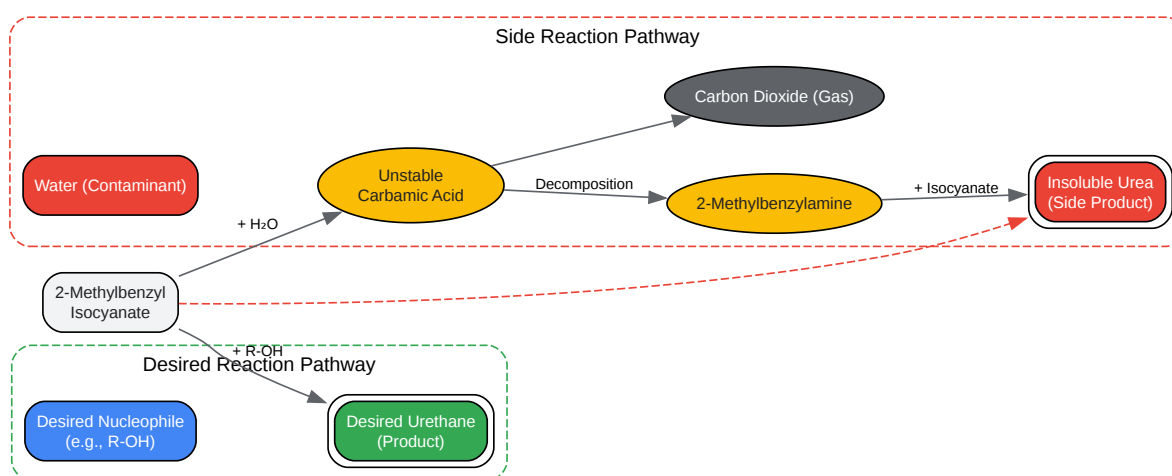 Side Reaction Pathway
Carbon Dioxide (Gas)
Water (Contaminant)
Unstable
Carbamic Acid
Decomposition
2-Methylbenzylamine
+ Isocyanate
Insoluble Urea
(Side Product)
+ H₂O
2-Methylbenzyl
Isocyanate
+ R-OH
Desired Reaction Pathway
Desired Nucleophile
(e.g., R-OH)
Desired Urethane
(Product)